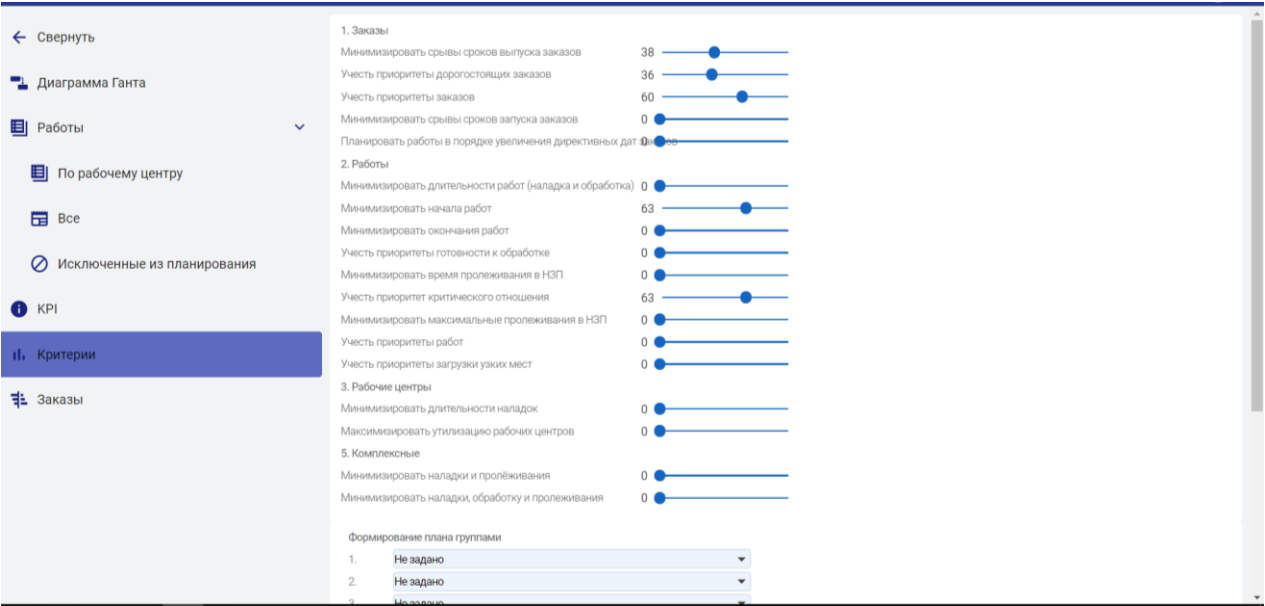 Свернуть
Диаграмма Ганта
Работы
По рабочему центру
Все
Исключенные из планирования
KPI
Критерии
Заказы
1. Заказы
Минимизировать срывы сроков выпуска заказов 38
Учесть приоритеты дорогостоящих заказов 36
Учесть приоритеты заказов 60
Минимизировать срывы сроков запуска заказов 0
Планировать работы в порядке увеличения директивных дат заказов 0
2. Работы
Минимизировать длительности работ (наладка и обработка) 0
Минимизировать начала работ 63
Минимизировать окончания работ 0
Учесть приоритеты готовности к обработке 0
Минимизировать время пролеживания в НЗП 0
Учесть приоритет критического отношения 63
Минимизировать максимальные пролеживания в НЗП 0
Учесть приоритеты работ 0
Учесть приоритеты загрузки узких мест 0
3. Рабочие центры
Минимизировать длительности наладок 0
Максимизировать утилизацию рабочих центров 0
5. Комплексные
Минимизировать наладки и пролёживания 0
Минимизировать наладки, обработку и пролеживания 0
Формирование плана группами
1. Не задано
2. Не задано
3. Не задано